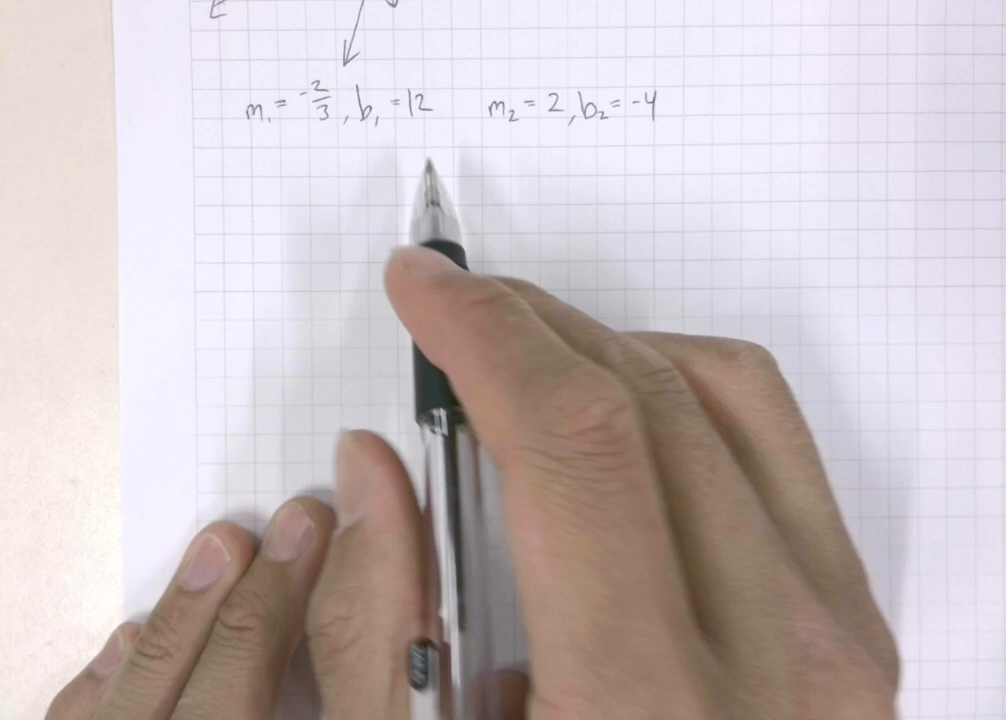 m₁ = -2/3, b₁ = 12 m₂ = 2, b₂ = -4